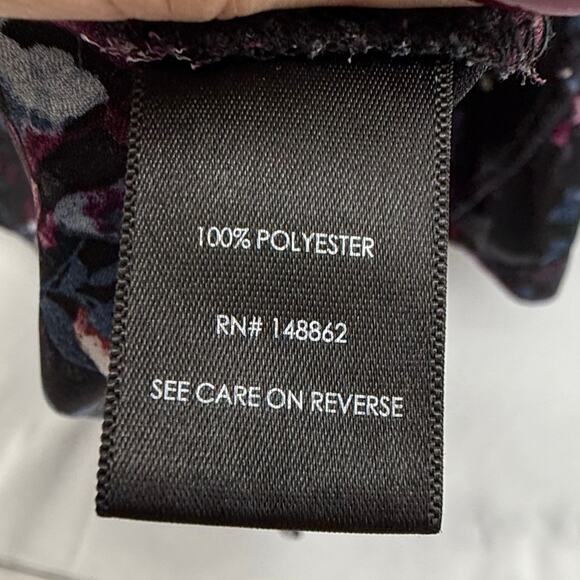 100% POLYESTER
RN# 148862
SEE CARE ON REVERSE